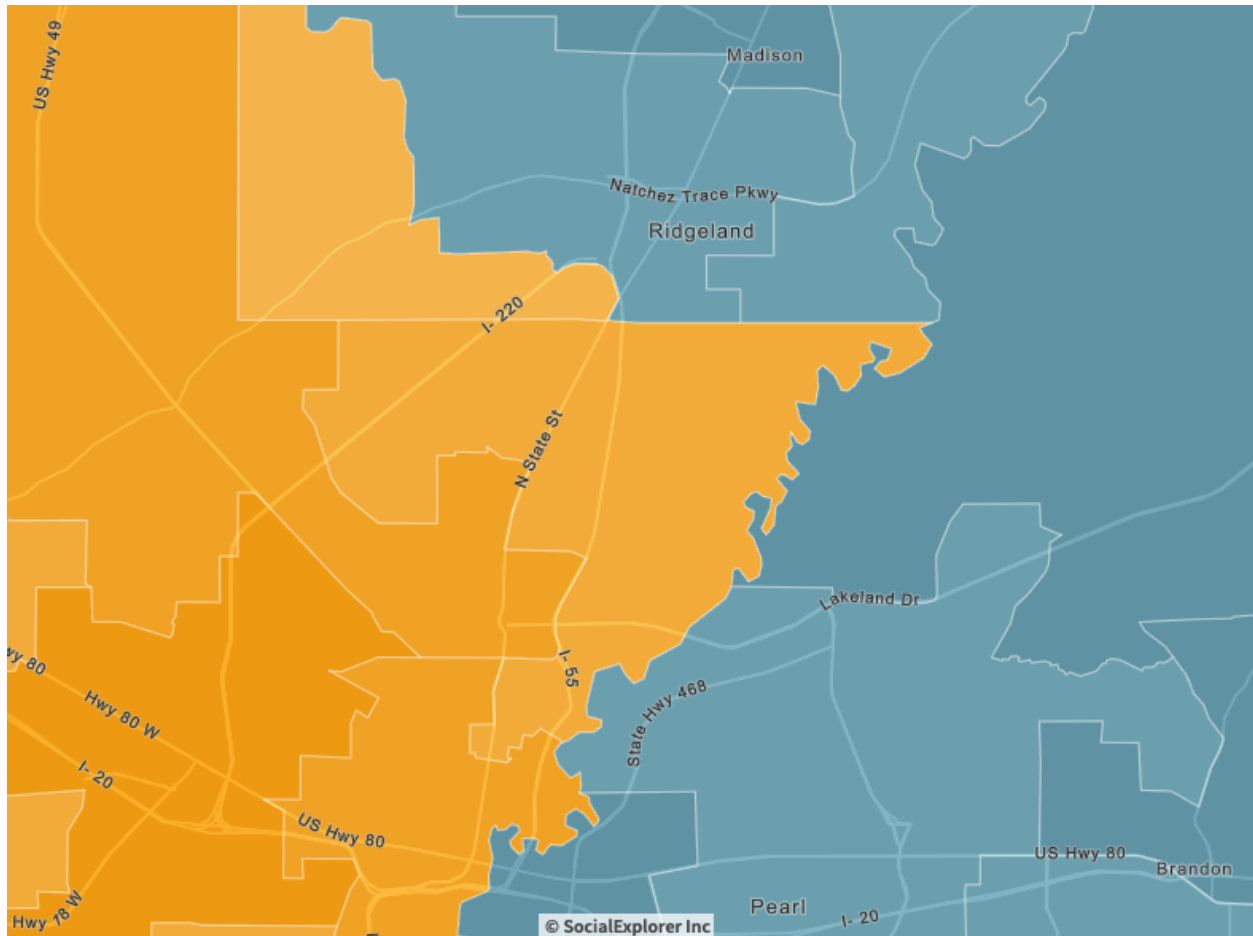 US Hwy 49
Madison
Natchez Trace Pkwy
Ridgeland
I- 220
N State St
Lakeland Dr
I- 55
wy 80
Hwy 80 W
State Hwy 468
I- 20
US Hwy 80
US Hwy 80
Brandon
Pearl
Hwy 18 W
I- 20
© SocialExplorer Inc